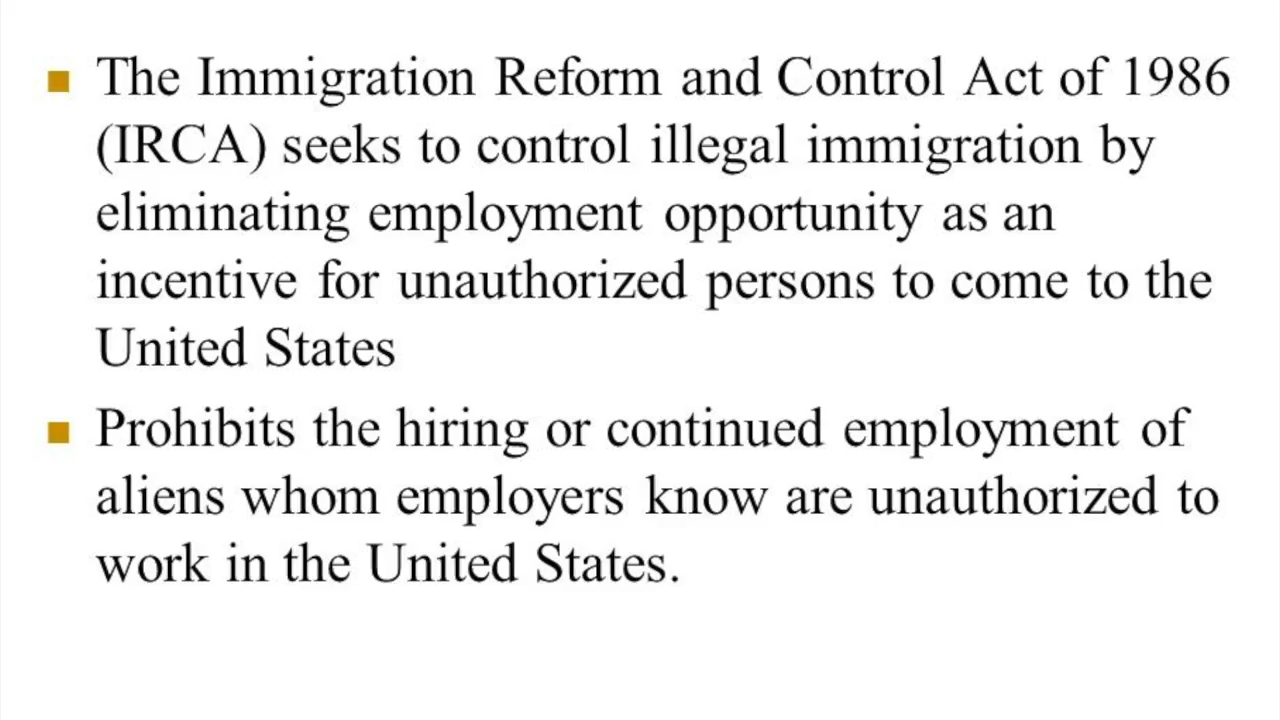 The Immigration Reform and Control Act of 1986
(IRCA) seeks to control illegal immigration by
eliminating employment opportunity as an
incentive for unauthorized persons to come to the
United States
Prohibits the hiring or continued employment of
aliens whom employers know are unauthorized to
work in the United States.